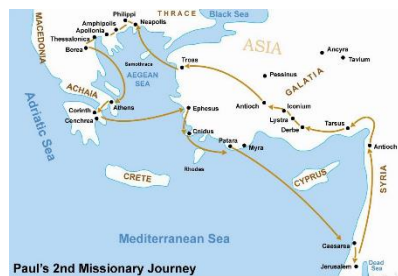 Philippi
THRACE
Black Sea
Amphipolis
Neapolis
Apollonia
Thessalonica
Borea
MACEDONIA
ASIA
Ancyra
Tavium
Troas
Pessinus
GALATIA
Samothrace
AEGEAN
SEA
ACHAIA
Athens
Corinth
Cenchrea
Ephesus
Antioch
Iconium
Lystra
Derbe
Tarsus
Antioch
Adriatic Sea
Cnidus
Patara
Myra
Rhodes
CRETE
CYPRUS
SYRIA
Mediterranean Sea
Caesarea
Jerusalem
Dead
Sea
Paul's 2nd Missionary Journey